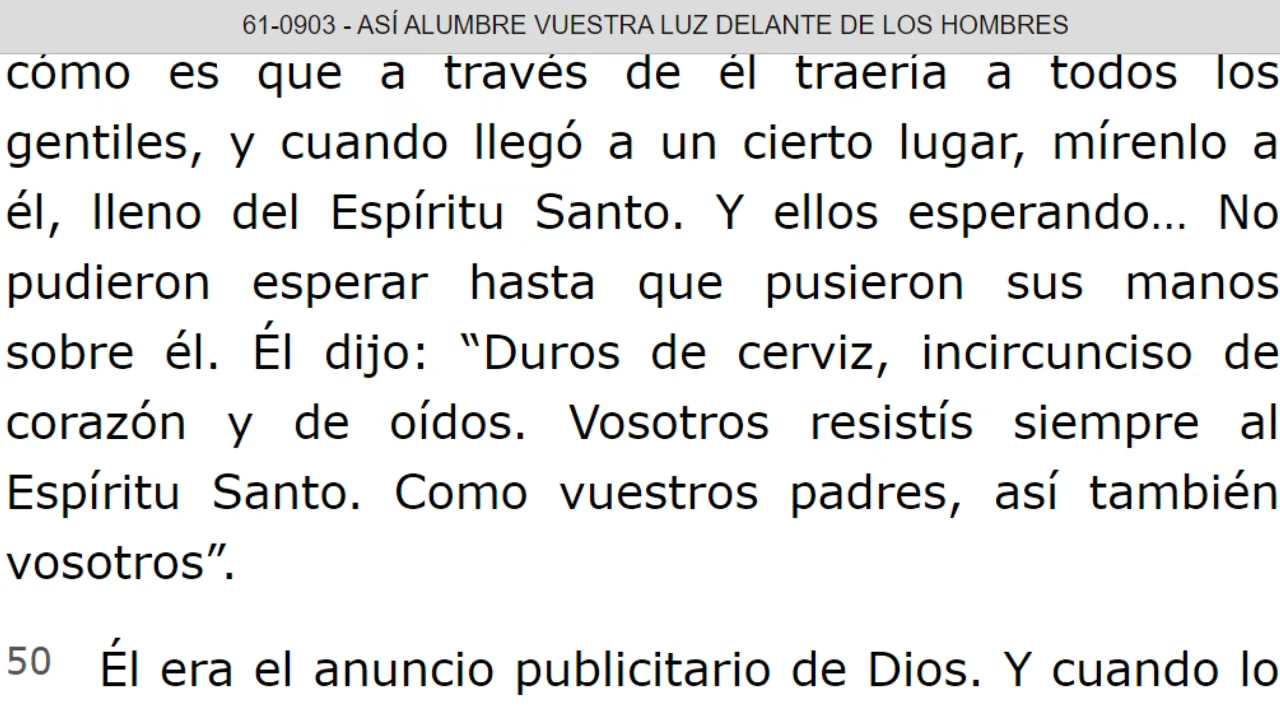 61-0903 - ASÍ ALUMBRE VUESTRA LUZ DELANTE DE LOS HOMBRES
cómo es que a través de él traería a todos los
gentiles, y cuando llegó a un cierto lugar, mírenlo a
él, lleno del Espíritu Santo. Y ellos esperando… No
pudieron esperar hasta que pusieron sus manos
sobre él. Él dijo: “Duros de cerviz, incircunciso de
corazón y de oídos. Vosotros resistís siempre al
Espíritu Santo. Como vuestros padres, así también
vosotros”.
50 Él era el anuncio publicitario de Dios. Y cuando lo